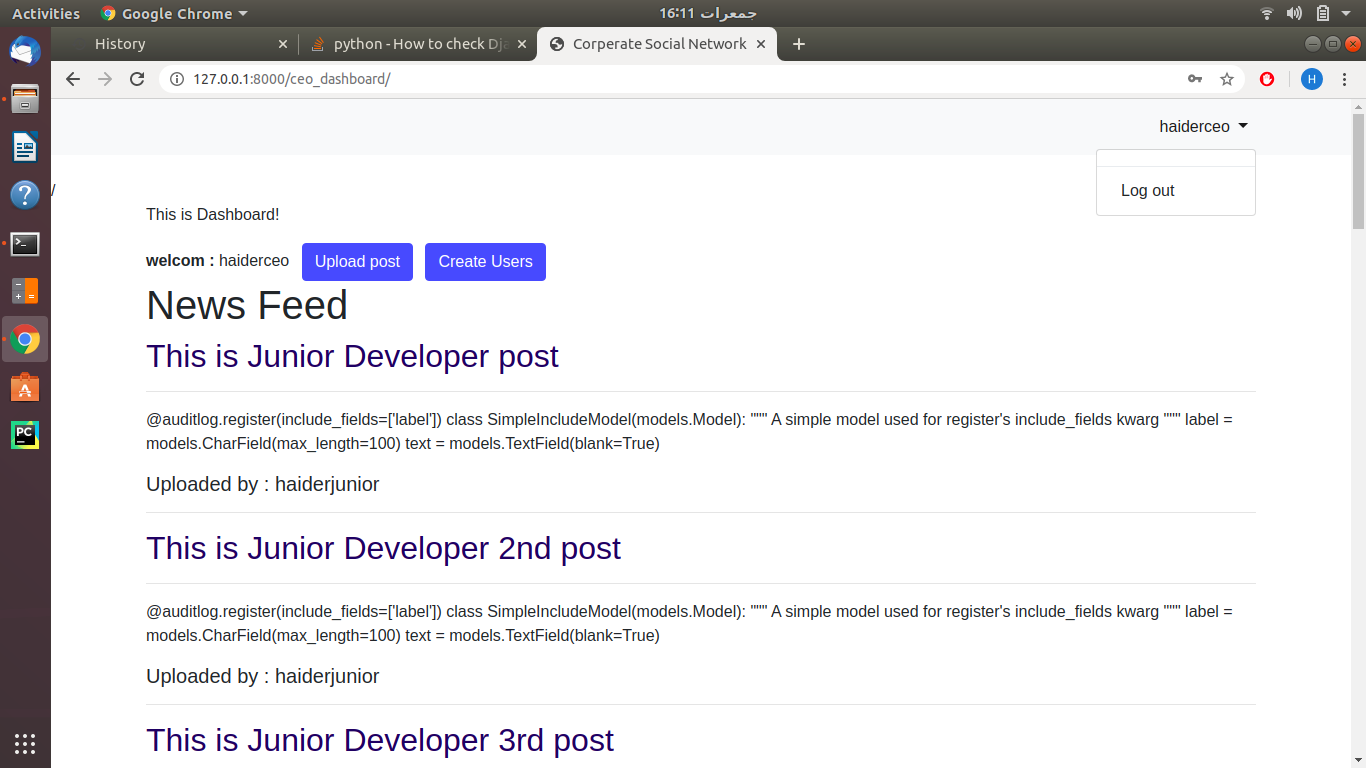 Activities
Google Chrome
جمعرات 16:11
History
python - How to check Dja
Corperate Social Network
127.0.0.1:8000/ceo_dashboard/
H
haiderceo
Log out
/
This is Dashboard!
welcom : haiderceo
Upload post
Create Users
News Feed
This is Junior Developer post
@auditlog.register(include_fields=['label']) class SimpleIncludeModel(models.Model): """ A simple model used for register's include_fields kwarg """ label =
models.CharField(max_length=100) text = models.TextField(blank=True)
Uploaded by : haiderjunior
This is Junior Developer 2nd post
@auditlog.register(include_fields=['label']) class SimpleIncludeModel(models.Model): """ A simple model used for register's include_fields kwarg """ label =
models.CharField(max_length=100) text = models.TextField(blank=True)
Uploaded by : haiderjunior
This is Junior Developer 3rd post
PC